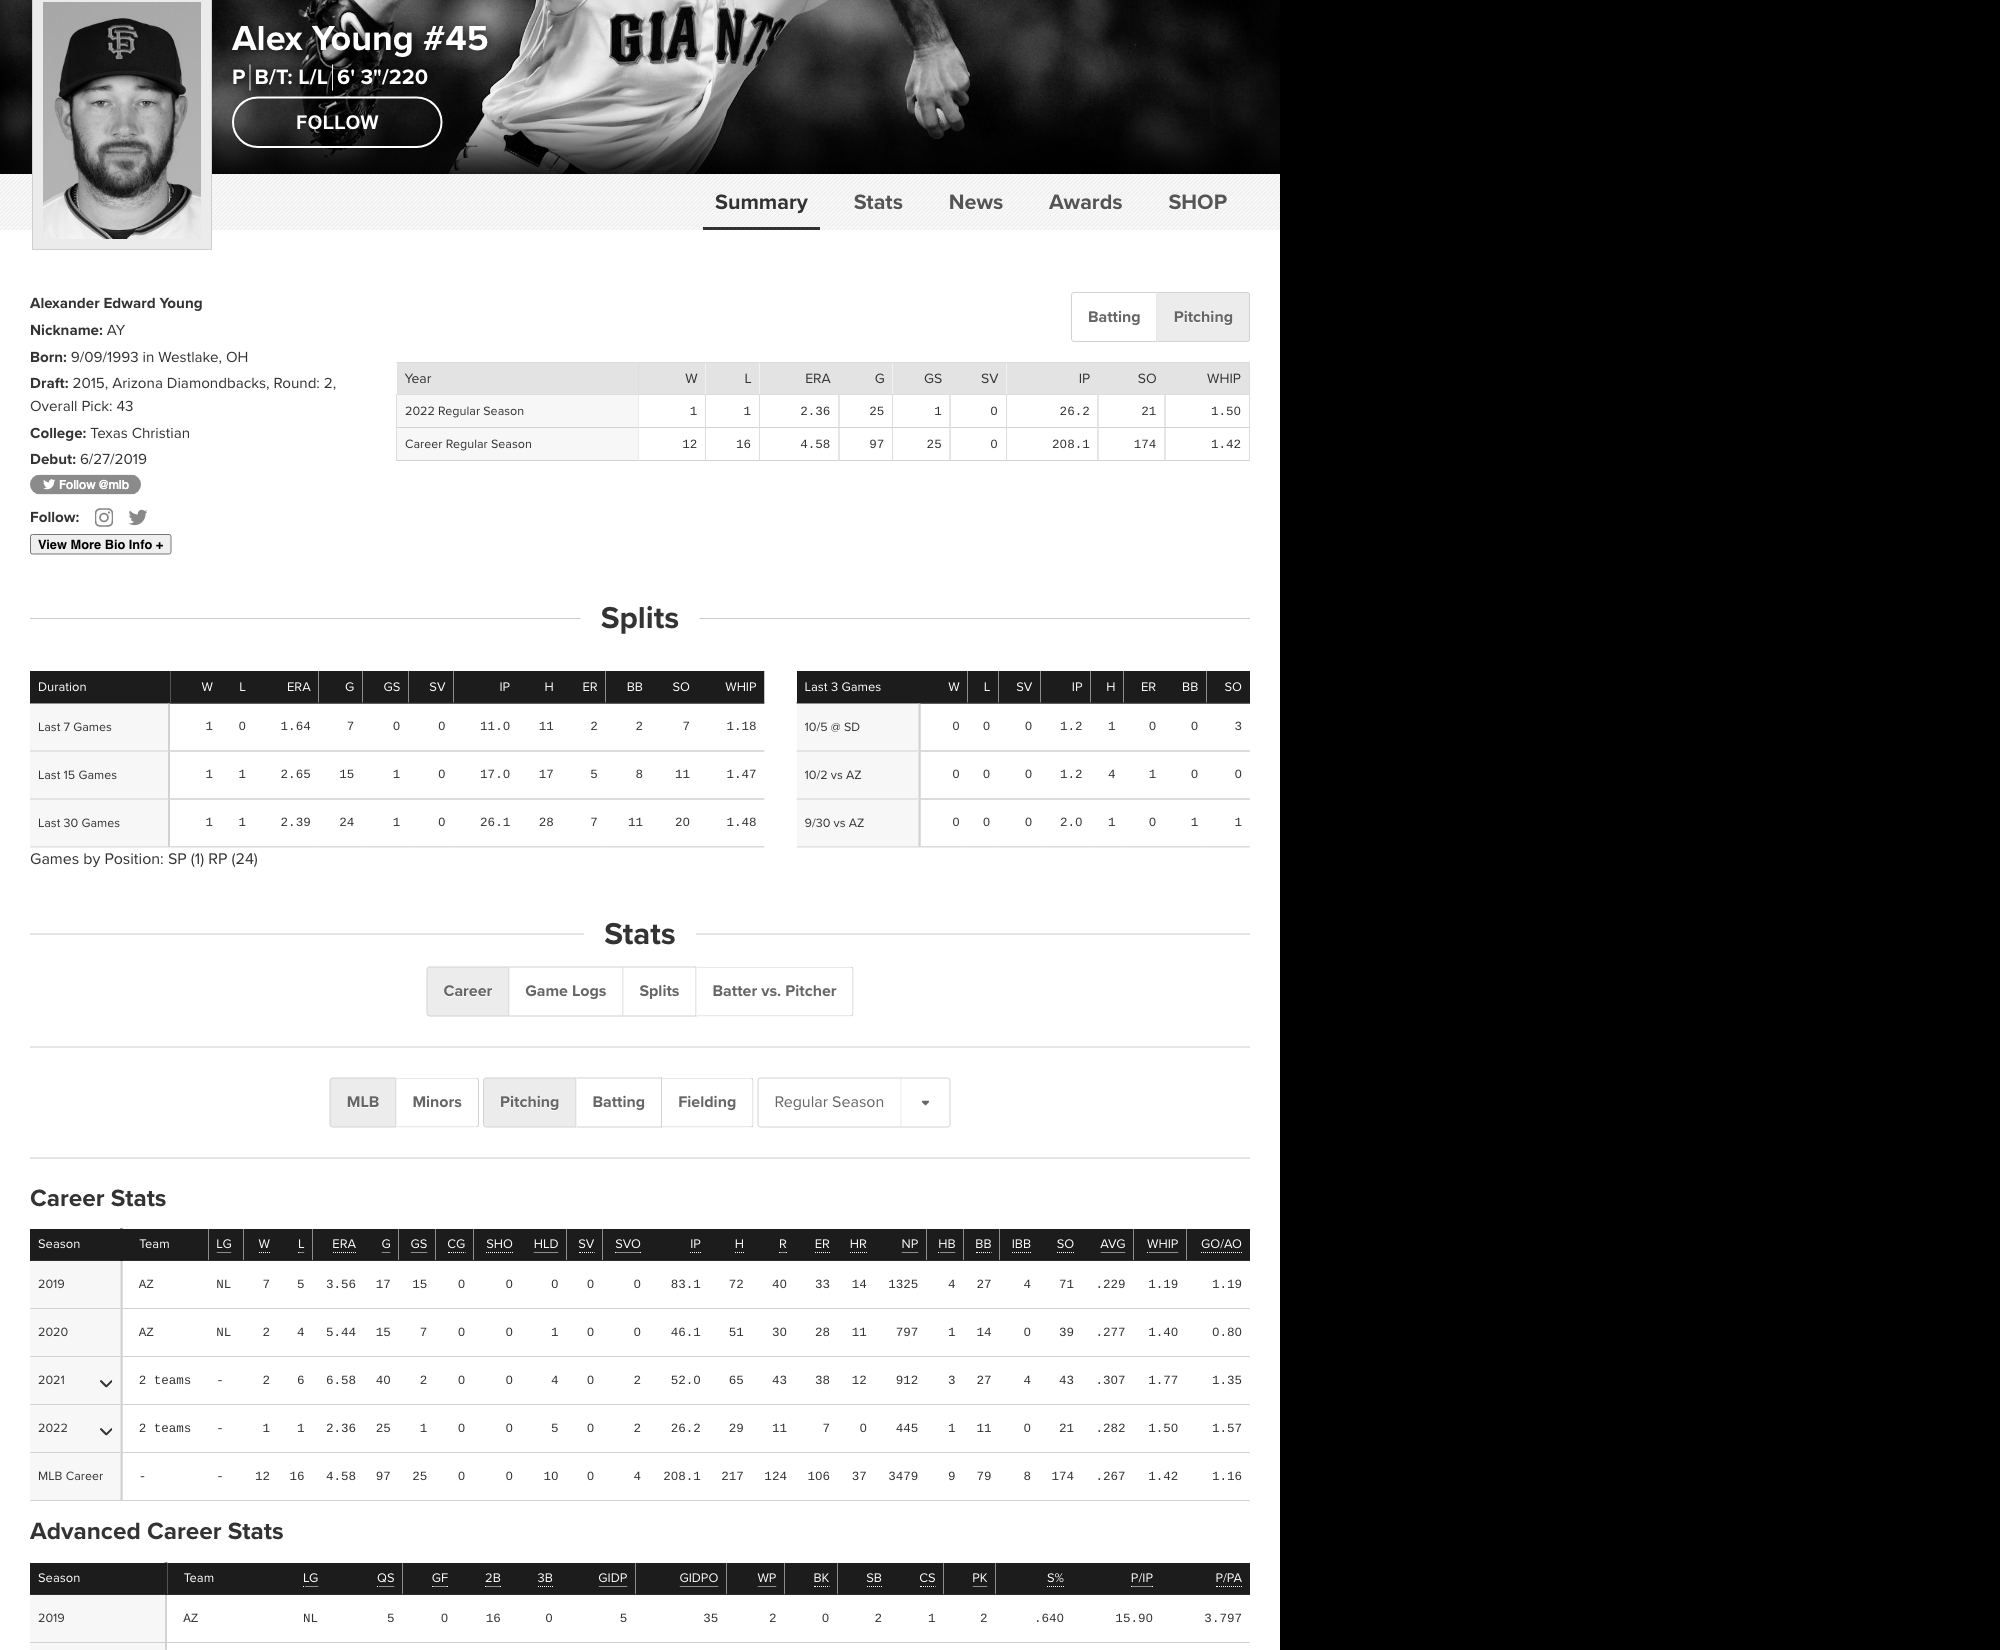 GIANTS
SF
Alex Young #45
P B/T: L/L 6' 3"/220
FOLLOW
Summary Stats News Awards SHOP
Alexander Edward Young
Nickname: AY
Born: 9/09/1993 in Westlake, OH
Draft: 2015, Arizona Diamondbacks, Round: 2,
Overall Pick: 43
College: Texas Christian
Debut: 6/27/2019
Follow @mlb
Follow:
View More Bio Info +
Batting Pitching
Year W L ERA G GS SV IP SO WHIP
2022 Regular Season 1 1 2.36 25 1 0 26.2 21 1.50
Career Regular Season 12 16 4.58 97 25 0 208.1 174 1.42
Splits
Duration W L ERA G GS SV IP H ER BB SO WHIP
Last 7 Games 1 0 1.64 7 0 0 11.0 11 2 2 7 1.18
Last 15 Games 1 1 2.65 15 1 0 17.0 17 5 8 11 1.47
Last 30 Games 1 1 2.39 24 1 0 26.1 28 7 11 20 1.48
Last 3 Games W L SV IP H ER BB SO
10/5 @ SD 0 0 0 1.2 1 0 0 3
10/2 vs AZ 0 0 0 1.2 4 1 0 0
9/30 vs AZ 0 0 0 2.0 1 0 1 1
Games by Position: SP (1) RP (24)
Stats
Career Game Logs Splits Batter vs. Pitcher
MLB Minors Pitching Batting Fielding Regular Season
Career Stats
Season Team LG W L ERA G GS CG SHO HLD SV SVO IP H R ER HR NP HB BB IBB SO AVG WHIP GO/AO
2019 AZ NL 7 5 3.56 17 15 0 0 0 0 0 83.1 72 40 33 14 1325 4 27 4 71 .229 1.19 1.19
2020 AZ NL 2 4 5.44 15 7 0 0 1 0 0 46.1 51 30 28 11 797 1 14 0 39 .277 1.40 0.80
2021 2 teams - 2 6 6.58 40 2 0 0 4 0 2 52.0 65 43 38 12 912 3 27 4 43 .307 1.77 1.35
2022 2 teams - 1 1 2.36 25 1 0 0 5 0 2 26.2 29 11 7 0 445 1 11 0 21 .282 1.50 1.57
MLB Career - - 12 16 4.58 97 25 0 0 10 0 4 208.1 217 124 106 37 3479 9 79 8 174 .267 1.42 1.16
Advanced Career Stats
Season Team LG QS GF 2B 3B GIDP GIDPO WP BK SB CS PK S% P/IP P/PA
2019 AZ NL 5 0 16 0 5 35 2 0 2 1 2 .640 15.90 3.797